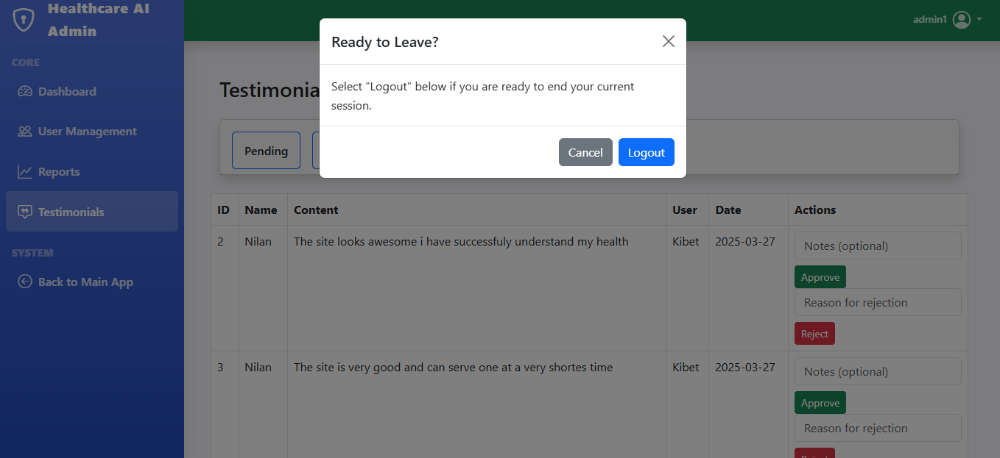 Healthcare AI
Admin
admin1
CORE
Dashboard
User Management
Reports
Testimonials
SYSTEM
Back to Main App
Ready to Leave?
Select "Logout" below if you are ready to end your current
session.
Cancel Logout
Pending
ID Name Content User Date Actions
2 Nilan The site looks awesome i have successfuly understand my health Kibet 2025-03-27
Notes (optional)
Approve
Reason for rejection
Reject
3 Nilan The site is very good and can serve one at a very shortes time Kibet 2025-03-27
Notes (optional)
Approve
Reason for rejection